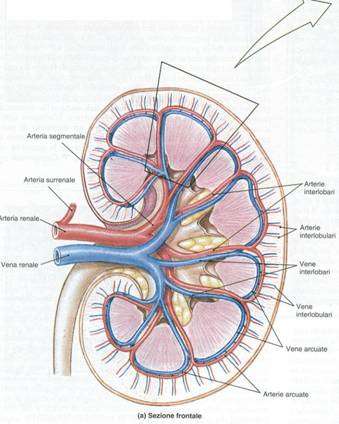 Arteria segmentale
Arteria surrenale
Arteria renale
Vena renale
Arterie
interlobari
Arterie
interlobulari
Vene
interlobari
Vene
interlobulari
Vene arcuate
Arterie arcuate
(a) Sezione frontale